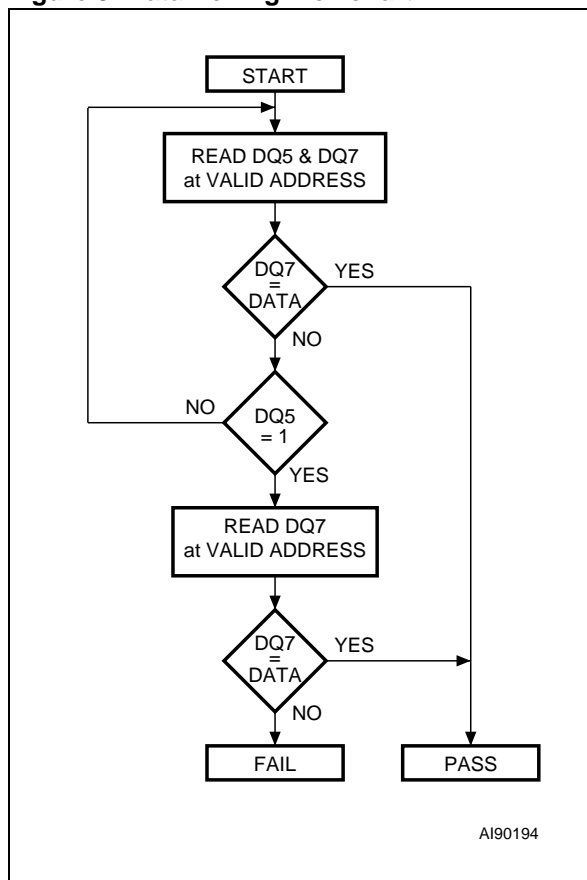 START
READ DQ5 & DQ7
at VALID ADDRESS
DQ7
=
DATA
YES
NO
NO
DQ5
= 1
YES
READ DQ7
at VALID ADDRESS
DQ7
=
DATA
YES
NO
FAIL
PASS
AI90194